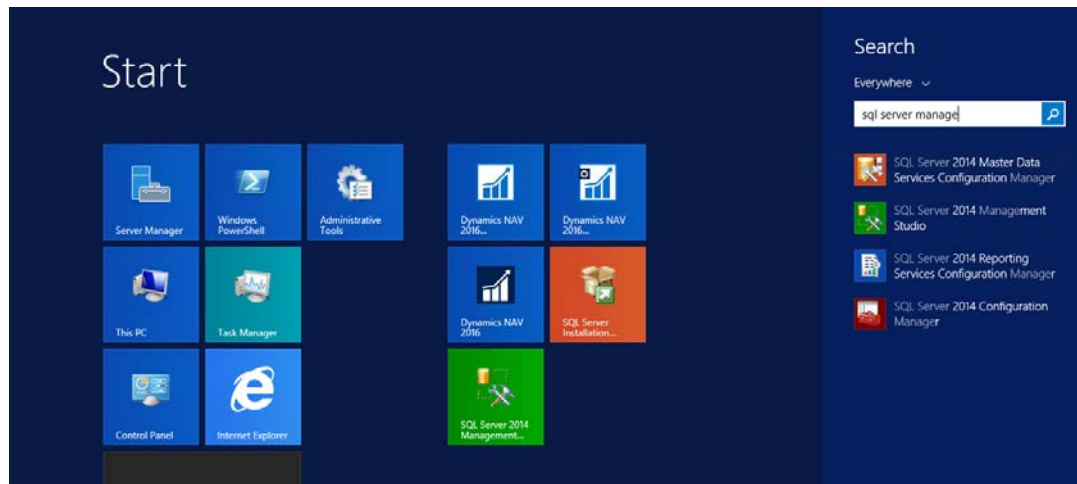 Start
Server Manager
Windows
PowerShell
Administrative
Tools
Dynamics NAV
2016...
Dynamics NAV
2016...
This PC
Task Manager
Dynamics NAV
2016
SQL Server
Installation...
Control Panel
Internet Explorer
SQL Server 2014
Management...
Search
Everywhere
sql server manage
SQL Server 2014 Master Data
Services Configuration Manager
SQL Server 2014 Management
Studio
SQL Server 2014 Reporting
Services Configuration Manager
SQL Server 2014 Configuration
Manager